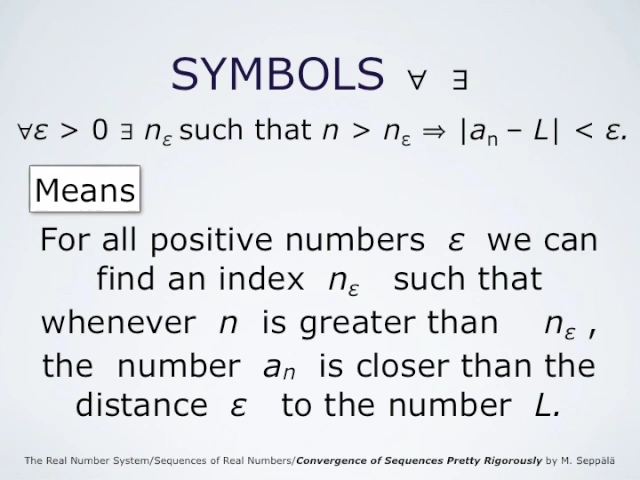 SYMBOLS ∀ ∃
∀ε > 0 ∃ nε such that n > nε ⇒ |an – L| < ε.
Means
For all positive numbers ε we can
find an index nε such that
whenever n is greater than nε ,
the number an is closer than the
distance ε to the number L.
The Real Number System/Sequences of Real Numbers/Convergence of Sequences Pretty Rigorously by M. Seppälä